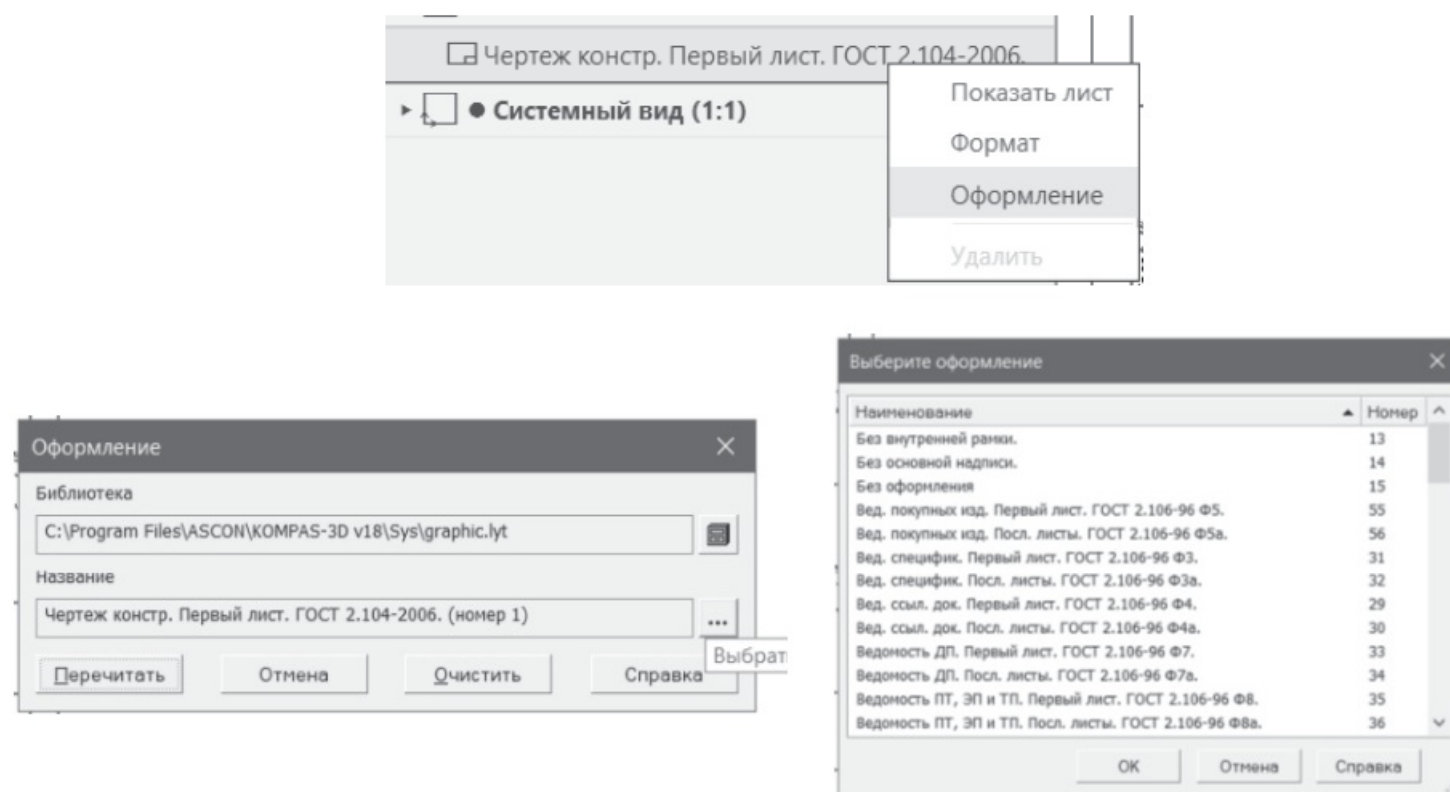 Чертеж констр. Первый лист. ГОСТ 2.104-2006.
Системный вид (1:1)
Показать лист
Формат
Оформление
Удалить
Оформление
Библиотека
C:\Program Files\ASCON\KOMPAS-3D v18\Sys\graphic.lyt
Название
Чертеж констр. Первый лист. ГОСТ 2.104-2006. (номер 1)
...
Перечитать Отмена Очистить Справка
Выберите оформление
Наименование Номер
Без внутренней рамки. 13
Без основной надписи. 14
Без оформления 15
Вед. покупных изд. Первый лист. ГОСТ 2.106-96 Ф5. 55
Вед. покупных изд. Посл. листы. ГОСТ 2.106-96 Ф5а. 56
Вед. специфик. Первый лист. ГОСТ 2.106-96 Ф3. 31
Вед. специфик. Посл. листы. ГОСТ 2.106-96 Ф3а. 32
Вед. ссыл. док. Первый лист. ГОСТ 2.106-96 Ф4. 29
Вед. ссыл. док. Посл. листы. ГОСТ 2.106-96 Ф4а. 30
Ведомость ДП. Первый лист. ГОСТ 2.106-96 Ф7. 33
Ведомость ДП. Посл. листы. ГОСТ 2.106-96 Ф7а. 34
Ведомость ПТ, ЭП и ТП. Первый лист. ГОСТ 2.106-96 Ф8. 35
Ведомость ПТ, ЭП и ТП. Посл. листы. ГОСТ 2.106-96 Ф8а. 36
OK Отмена Справка